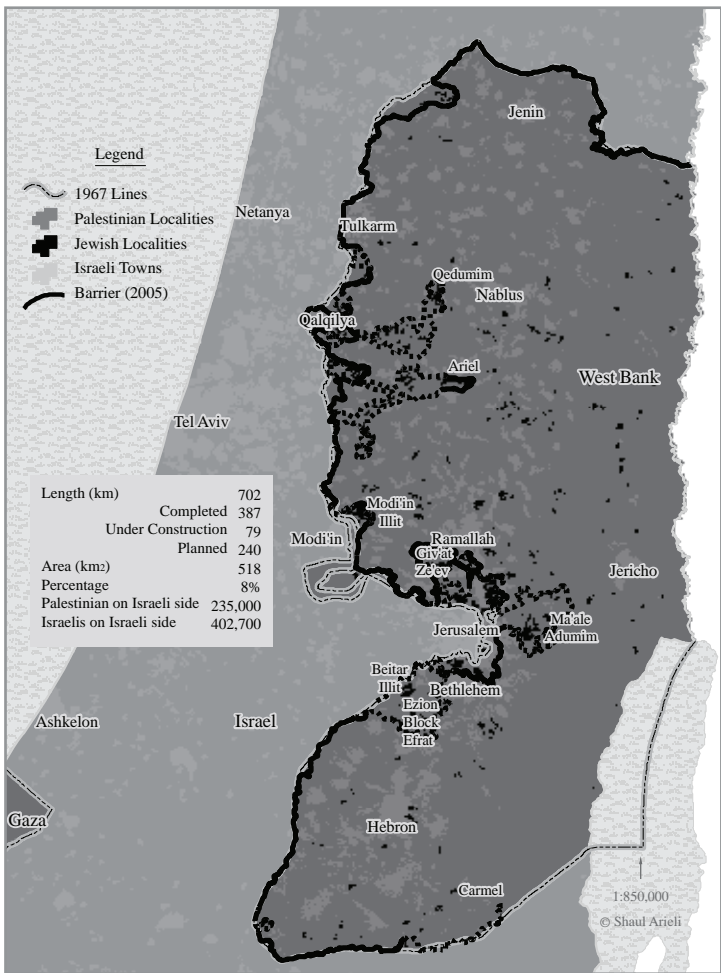 Legend
1967 Lines
Palestinian Localities
Jewish Localities
Israeli Towns
Barrier (2005)
Jenin
Netanya
Tulkarm
Qedumim
Nablus
Qalqilya
Ariel
West Bank
Tel Aviv
Length (km) 702
Completed 387
Under Construction 79
Planned 240
Area (km2) 518
Percentage 8%
Palestinian on Israeli side 235,000
Israelis on Israeli side 402,700
Modi'in
Illit
Modi'in
Ramallah
Giv'at
Ze'ev
Jericho
Jerusalem
Ma'ale
Adumim
Beitar
Illit
Bethlehem
Ezion
Block
Efrat
Ashkelon
Israel
Gaza
Hebron
Carmel
1:850,000
© Shaul Arieli